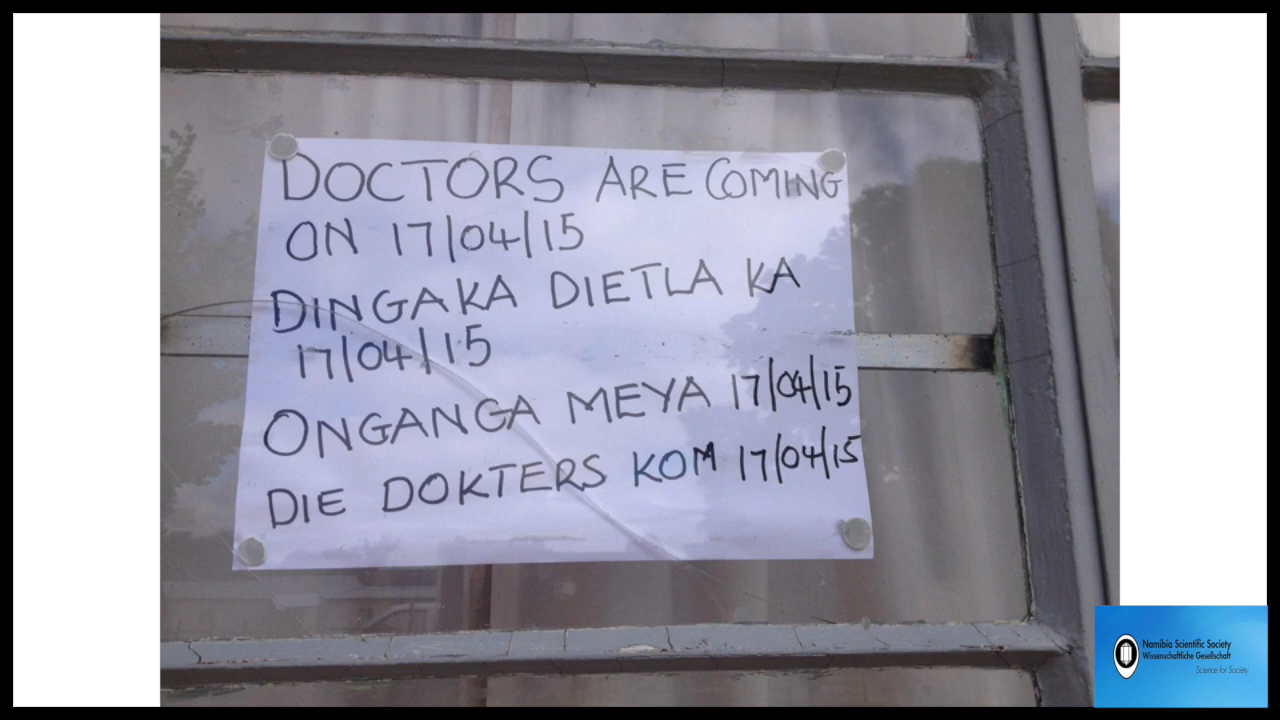 DOCTORS ARE COMING
ON 17/04/15
DINGAKA DIETLA KA
17/04/15
ONGANGA MEYA 17/04/15
DIE DOKTERS KOM 17/04/15
Namibia Scientific Society
Wissenschaftliche Gesellschaft
Science for Society